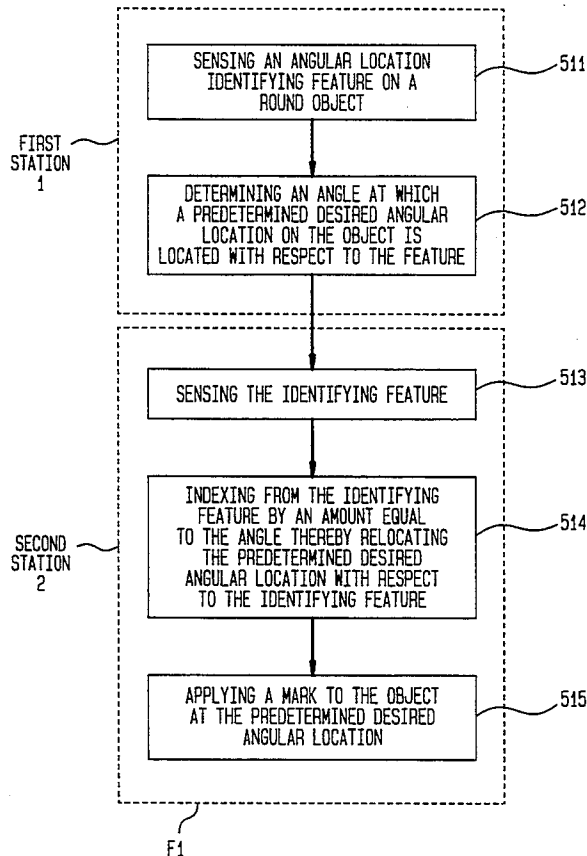 SENSING AN ANGULAR LOCATION
IDENTIFYING FEATURE ON A
ROUND OBJECT
511
FIRST
STATION
1
DETERMINING AN ANGLE AT WHICH
A PREDETERMINED DESIRED ANGULAR
LOCATION ON THE OBJECT IS
LOCATED WITH RESPECT TO THE FEATURE
512
SENSING THE IDENTIFYING FEATURE
513
INDEXING FROM THE IDENTIFYING
FEATURE BY AN AMOUNT EQUAL
TO THE ANGLE THEREBY RELOCATING
THE PREDETERMINED DESIRED
ANGULAR LOCATION WITH RESPECT
TO THE IDENTIFYING FEATURE
514
SECOND
STATION
2
APPLYING A MARK TO THE OBJECT
AT THE PREDETERMINED DESIRED
ANGULAR LOCATION
515
F1